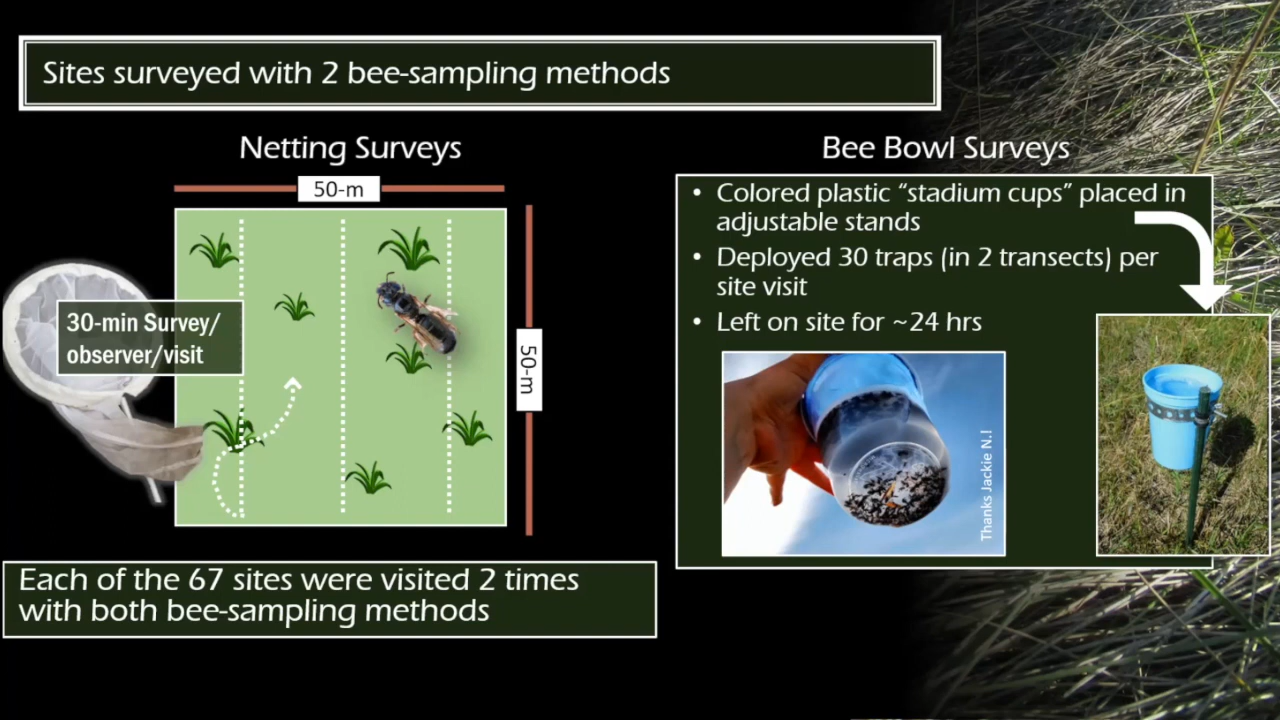 Sites surveyed with 2 bee-sampling methods
Netting Surveys
50-m
30-min Survey/
observer/visit
50-m
Each of the 67 sites were visited 2 times
with both bee-sampling methods
Bee Bowl Surveys
• Colored plastic “stadium cups” placed in
adjustable stands
• Deployed 30 traps (in 2 transects) per
site visit
• Left on site for ~24 hrs
Thanks Jackie N.!